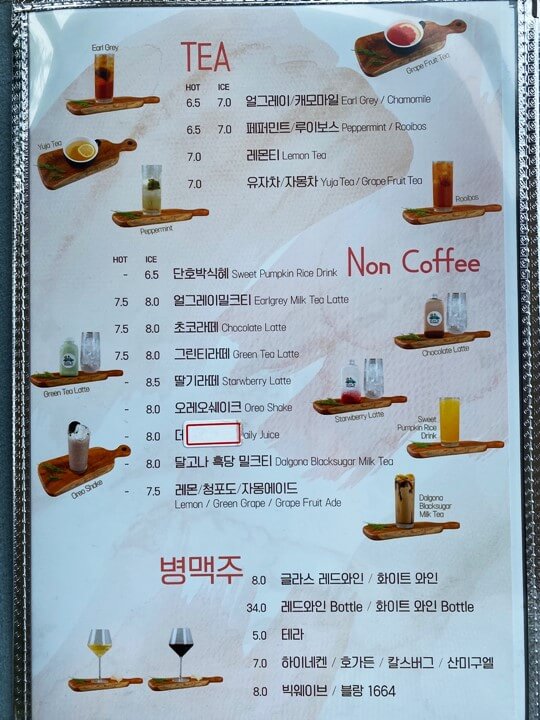 Earl Grey
TEA
Grape Fruit Tea
HOT ICE
6.5 7.0 얼그레이/캐모마일 Earl Grey / Chamomile
6.5 7.0 페퍼민트/루이보스 Peppermint / Rooibos
Yuja Tea
7.0 레몬티 Lemon Tea
7.0 유자차/자몽차 Yuja Tea / Grape Fruit Tea
Rooibos
Peppermint
Non Coffee
HOT ICE
- 6.5 단호박식혜 Sweet Pumpkin Rice Drink
7.5 8.0 얼그레이밀크티 Earlgrey Milk Tea Latte
7.5 8.0 초코라떼 Chocolate Latte
Chocolate Latte
7.5 8.0 그린티라떼 Green Tea Latte
Green Tea Latte
- 8.5 딸기라떼 Starwberry Latte
Starwberry Latte
- 8.0 오레오쉐이크 Oreo Shake
Sweet
Pumpkin Rice
Drink
- 8.0 aily Juice
- 8.0 달고나 흑당 밀크티 Dalgona Blacksugar Milk Tea
Oreo Shake
- 7.5 레몬/청포도/자몽에이드
Lemon / Green Grape / Grape Fruit Ade
Dalgona
Blacksugar
Milk Tea
병맥주
8.0 글라스 레드와인 / 화이트 와인
34.0 레드와인 Bottle / 화이트 와인 Bottle
5.0 테라
7.0 하이네켄 / 호가든 / 칼스버그 / 산미구엘
8.0 빅웨이브 / 블랑 1664